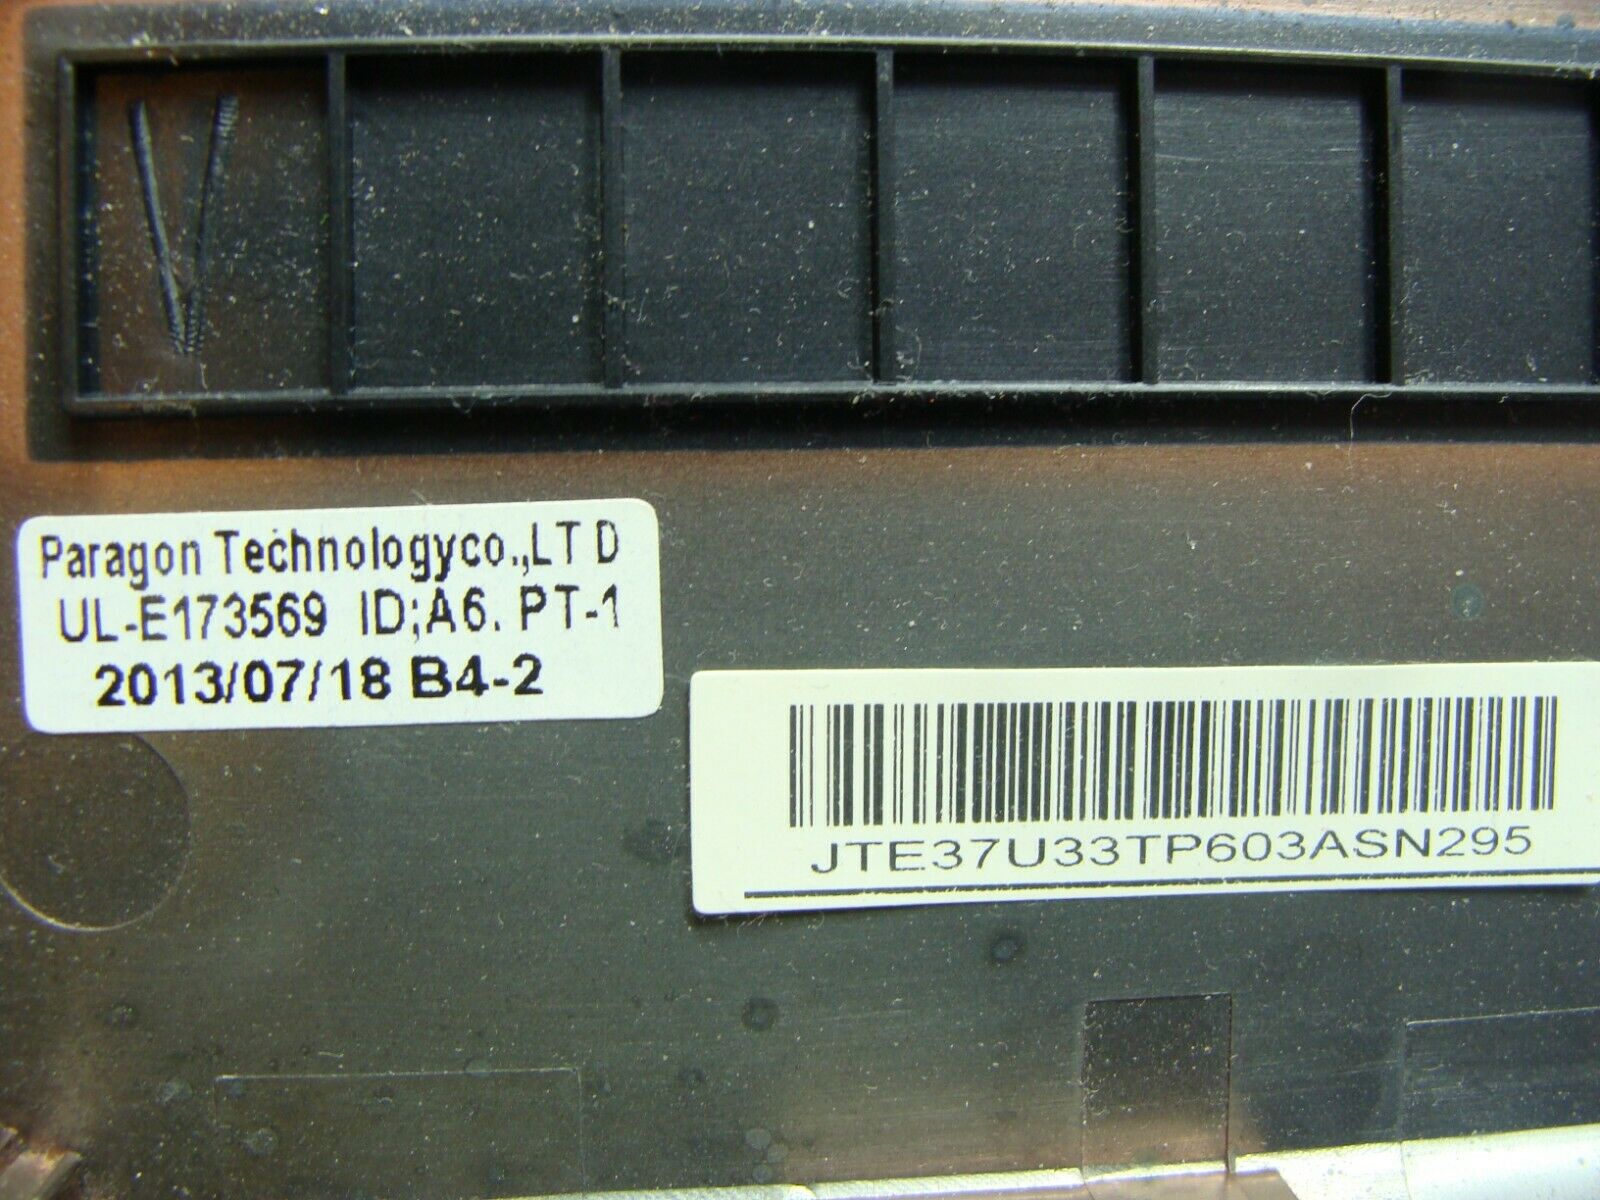 Paragon Technologyco.,LT D
UL-E173569 ID;A6. PT-1
2013/07/18 B4-2
JTE37U33TP603ASN295